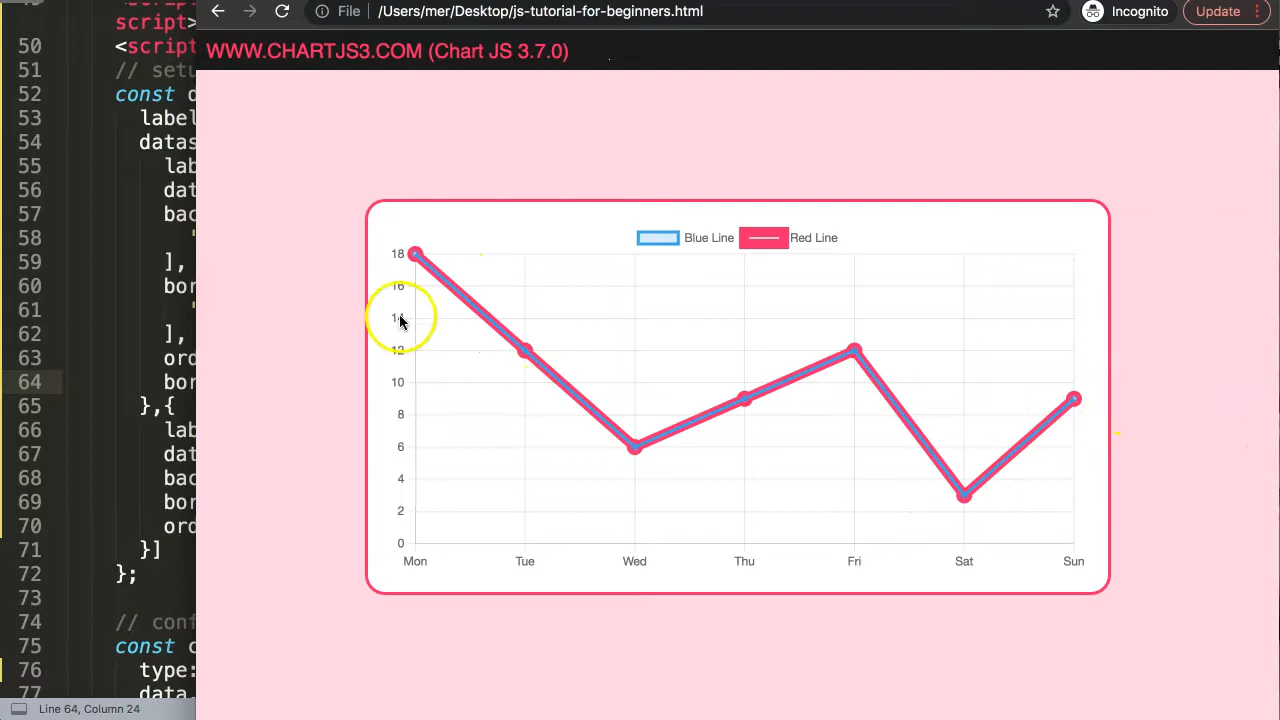 File /Users/mer/Desktop/js-tutorial-for-beginners.html Incognito Update
WWW.CHARTJS3.COM (Chart JS 3.7.0)
script>
50 <script
51 // setu
52 const d
53 label
54 datas
55 lab
56 dat
57 bac
58 '
59 ],
60 bor
61 '
62 ],
63 ord
64 bor
65 },{
66 lab
67 dat
68 bac
69 bor
70 ord
71 }]
72 };
73
74 // conf
75 const c
76 type:
77 data,
Line 64, Column 24
Blue Line Red Line
18
16
12
10
8
6
4
2
0
Mon Tue Wed Thu Fri Sat Sun